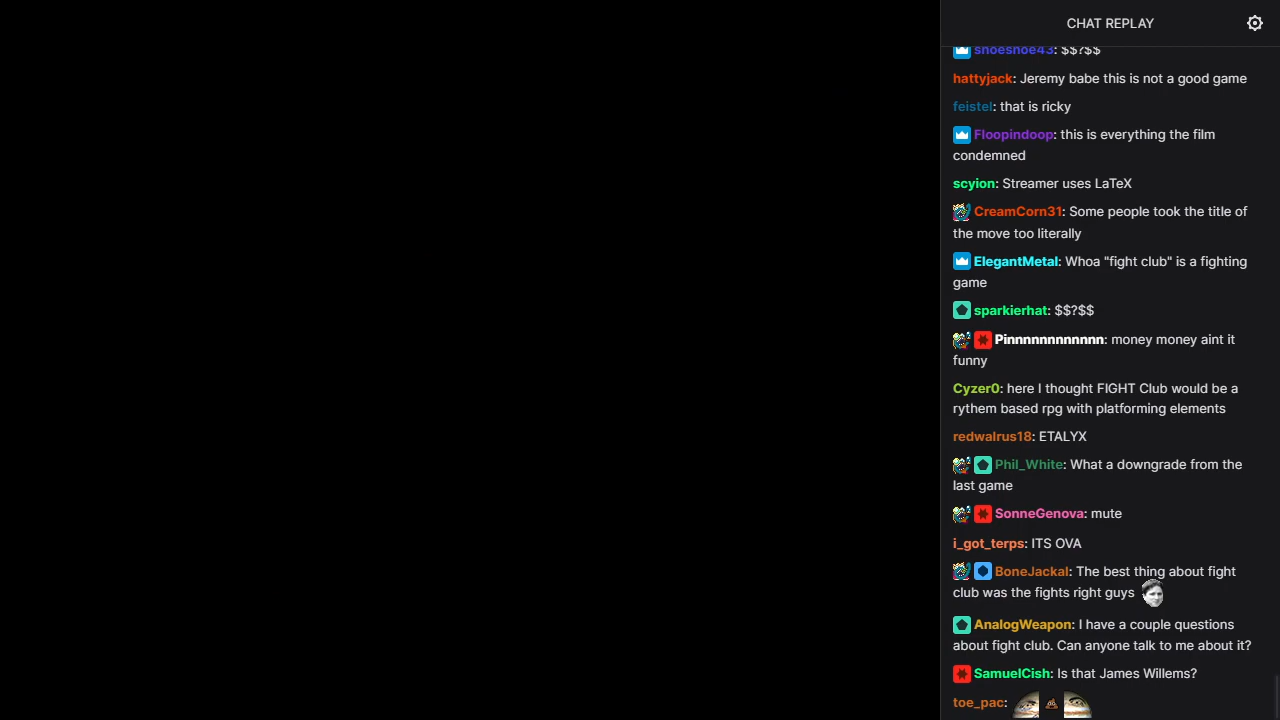 CHAT REPLAY
shoeshoe43: $$?$$
hattyjack: Jeremy babe this is not a good game
feistel: that is ricky
Floopindoop: this is everything the film
condemned
scyion: Streamer uses LaTeX
CreamCorn31: Some people took the title of
the move too literally
ElegantMetal: Whoa "fight club" is a fighting
game
sparkierhat: $$?$$
Pinnnnnnnnnnnn: money money aint it
funny
Cyzer0: here I thought FIGHT Club would be a
rythem based rpg with platforming elements
redwalrus18: ETALYX
Phil_White: What a downgrade from the
last game
SonneGenova: mute
i_got_terps: ITS OVA
BoneJackal: The best thing about fight
club was the fights right guys
AnalogWeapon: I have a couple questions
about fight club. Can anyone talk to me about it?
SamuelCish: Is that James Willems?
toe_pac: